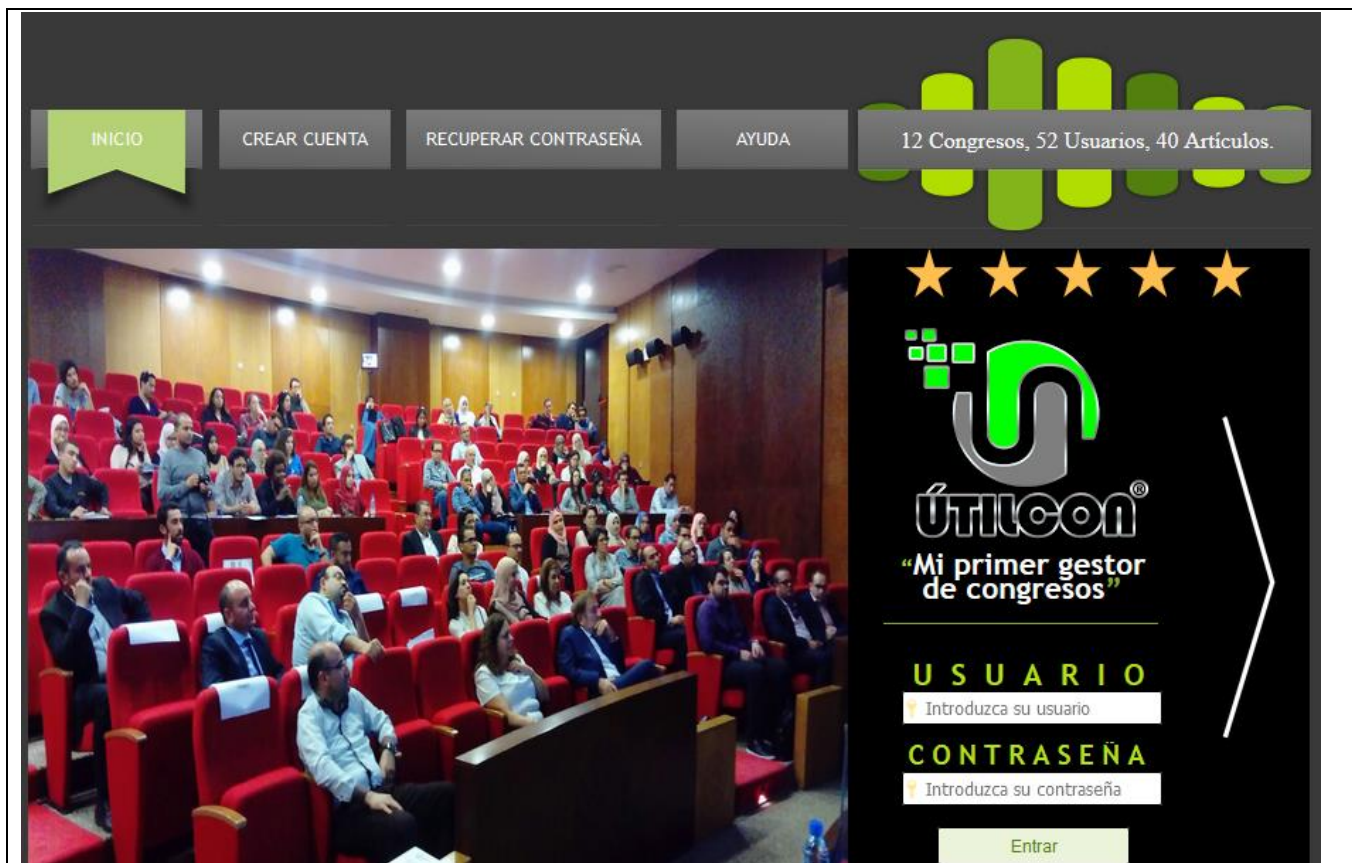 INICIO
CREAR CUENTA
RECUPERAR CONTRASEÑA
AYUDA
12 Congresos, 52 Usuarios, 40 Artículos.
ÚTILCON®
“Mi primer gestor
de congresos”
USUARIO
Introduzca su usuario
CONTRASEÑA
Introduzca su contraseña
Entrar